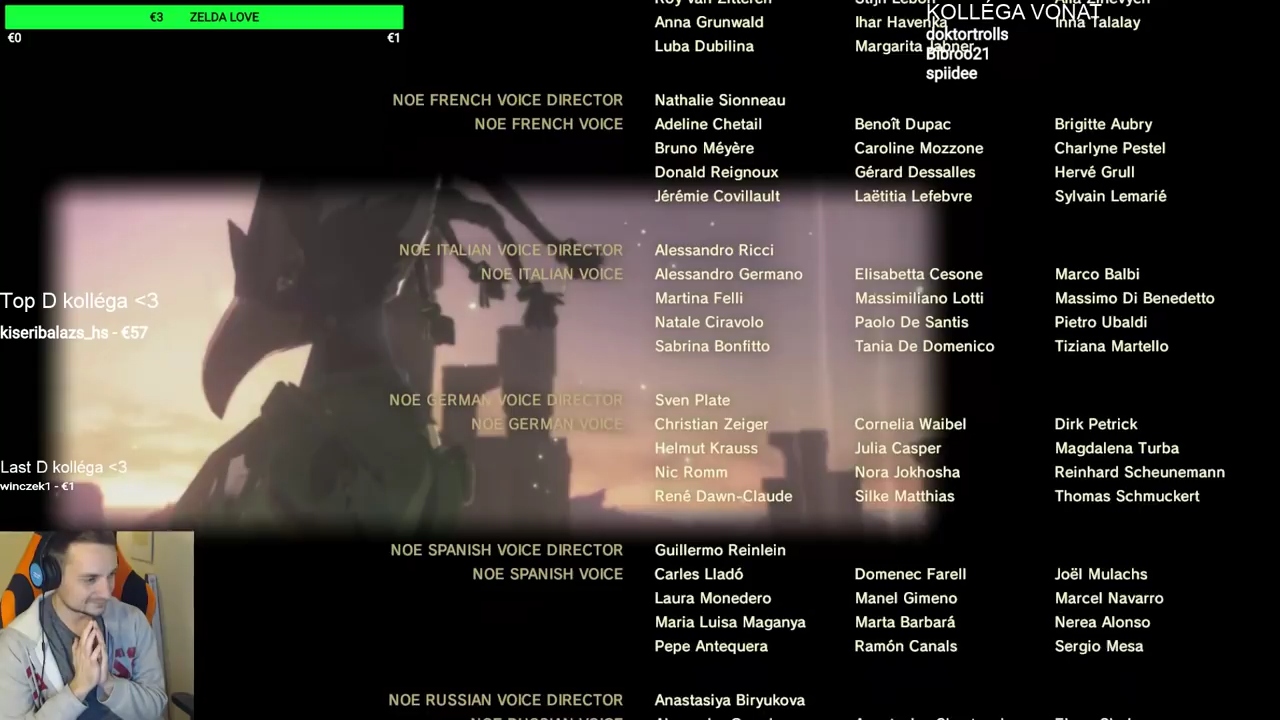 €3 ZELDA LOVE
€0 €1
KOLLÉGA VONAT
doktortrolls
Bibroo21
spiidee
Anna Grunwald Ihar Havenka Inna Talalay
Luba Dubilina Margarita
NOE FRENCH VOICE DIRECTOR Nathalie Sionneau
NOE FRENCH VOICE Adeline Chetail Benoît Dupac Brigitte Aubry
Bruno Méyère Caroline Mozzone Charlyne Pestel
Donald Reignoux Gérard Dessalles Hervé Grull
Jérémie Covillault Laëtitia Lefebvre Sylvain Lemarié
NOE ITALIAN VOICE DIRECTOR Alessandro Ricci
NOE ITALIAN VOICE Alessandro Germano Elisabetta Cesone Marco Balbi
Martina Felli Massimiliano Lotti Massimo Di Benedetto
Natale Ciravolo Paolo De Santis Pietro Ubaldi
Sabrina Bonfitto Tania De Domenico Tiziana Martello
Top D kolléga <3
kiseribalazs_hs - €57
NOE GERMAN VOICE DIRECTOR Sven Plate
NOE GERMAN VOICE Christian Zeiger Cornelia Waibel Dirk Petrick
Helmut Krauss Julia Casper Magdalena Turba
Nic Romm Nora Jokhosha Reinhard Scheunemann
René Dawn-Claude Silke Matthias Thomas Schmuckert
Last D kolléga <3
winczek1 - €1
NOE SPANISH VOICE DIRECTOR Guillermo Reinlein
NOE SPANISH VOICE Carles Lladó Domenec Farell Joël Mulachs
Laura Monedero Manel Gimeno Marcel Navarro
Maria Luisa Maganya Marta Barbará Nerea Alonso
Pepe Antequera Ramón Canals Sergio Mesa
NOE RUSSIAN VOICE DIRECTOR Anastasiya Biryukova